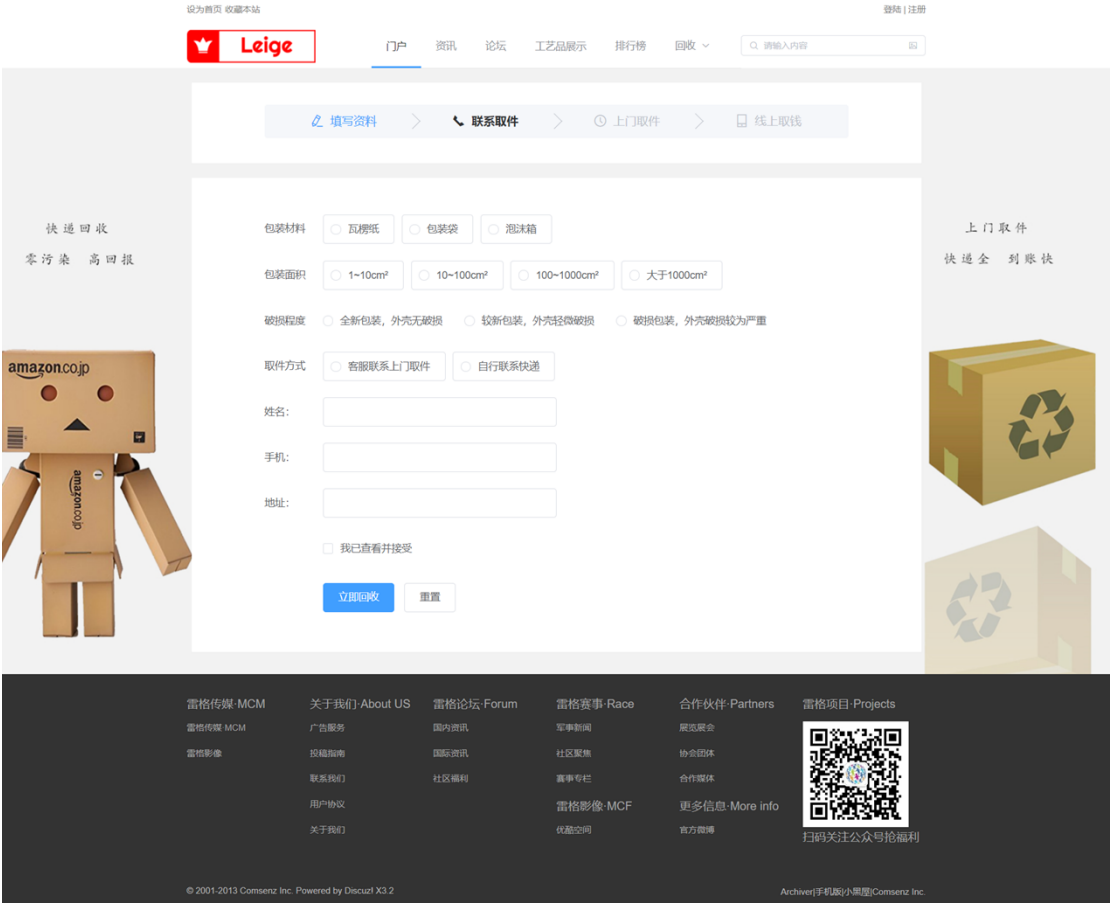 设为首页 收藏本站
登陆 | 注册
Leige
门户 资讯 论坛 工艺品展示 排行榜 回收
请输入内容
填写资料 联系取件 上门取件 线上取钱
快递回收
零污染 高回报
上门取件
快递全 到账快
包装材料 瓦楞纸 包装袋 泡沫箱
包装面积 1~10cm² 10~100cm² 100~1000cm² 大于1000cm²
破损程度 全新包装，外壳无破损 较新包装，外壳轻微破损 破损包装，外壳破损较为严重
取件方式 客服联系上门取件 自行联系快递
姓名：
手机：
地址：
我已查看并接受
立即回收 重置
amazon.co.jp
amazon.co.jp
雷格传媒·MCM 关于我们·About US 雷格论坛·Forum 雷格赛事·Race 合作伙伴·Partners 雷格项目·Projects
雷格传媒·MCM 广告服务 国内资讯 军事新闻 展览展会
雷格影像 投稿指南 国际资讯 社区聚焦 协会团体
联系我们 社区福利 赛事专栏 合作媒体
用户协议 雷格影像·MCF 更多信息·More info
关于我们 优酷空间 官方微博
扫码关注公众号抢福利
© 2001-2013 Comsenz Inc. Powered by Discuz! X3.2
Archiver|手机版|小黑屋|Comsenz Inc.